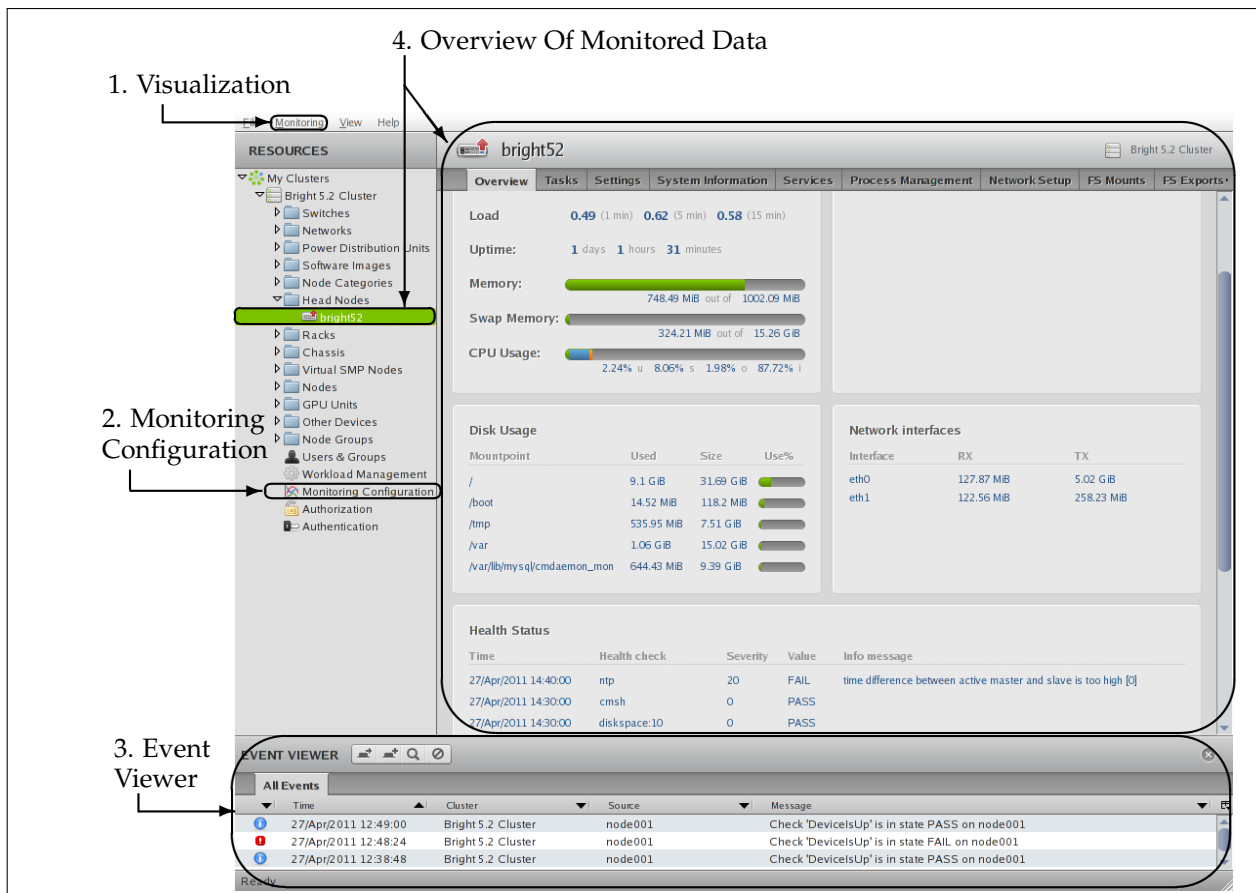 4. Overview Of Monitored Data
1. Visualization
Monitoring View Help
RESOURCES
My Clusters
Bright 5.2 Cluster
Switches
Networks
Power Distribution Units
Software Images
Node Categories
Head Nodes
bright52
Racks
Chassis
Virtual SMP Nodes
Nodes
GPU Units
Other Devices
Node Groups
Users & Groups
Workload Management
Monitoring Configuration
Authorization
Authentication
2. Monitoring
Configuration
bright52
Bright 5.2 Cluster
Overview Tasks Settings System Information Services Process Management Network Setup FS Mounts FS Exports
Load 0.49 (1 min) 0.62 (5 min) 0.58 (15 min)
Uptime: 1 days 1 hours 31 minutes
Memory:
748.49 MiB out of 1002.09 MiB
Swap Memory:
324.21 MiB out of 15.26 GiB
CPU Usage:
2.24% u 8.06% s 1.98% o 87.72% i
Disk Usage
Mountpoint Used Size Use%
/ 9.1 GiB 31.69 GiB
/boot 14.52 MiB 118.2 MiB
/tmp 535.95 MiB 7.51 GiB
/var 1.06 GiB 15.02 GiB
/var/lib/mysql/cmdaemon_mon 644.43 MiB 9.39 GiB
Network interfaces
Interface RX TX
eth0 127.87 MiB 5.02 GiB
eth1 122.56 MiB 258.23 MiB
Health Status
Time Health check Severity Value Info message
27/Apr/2011 14:40:00 ntp 20 FAIL time difference between active master and slave is too high [0]
27/Apr/2011 14:30:00 cmsh 0 PASS
27/Apr/2011 14:30:00 diskspace:10 0 PASS
3. Event
Viewer
EVENT VIEWER
All Events
Time Cluster Source Message
27/Apr/2011 12:49:00 Bright 5.2 Cluster node001 Check 'DeviceIsUp' is in state PASS on node001
27/Apr/2011 12:48:24 Bright 5.2 Cluster node001 Check 'DeviceIsUp' is in state FAIL on node001
27/Apr/2011 12:38:48 Bright 5.2 Cluster node001 Check 'DeviceIsUp' is in state PASS on node001
Ready